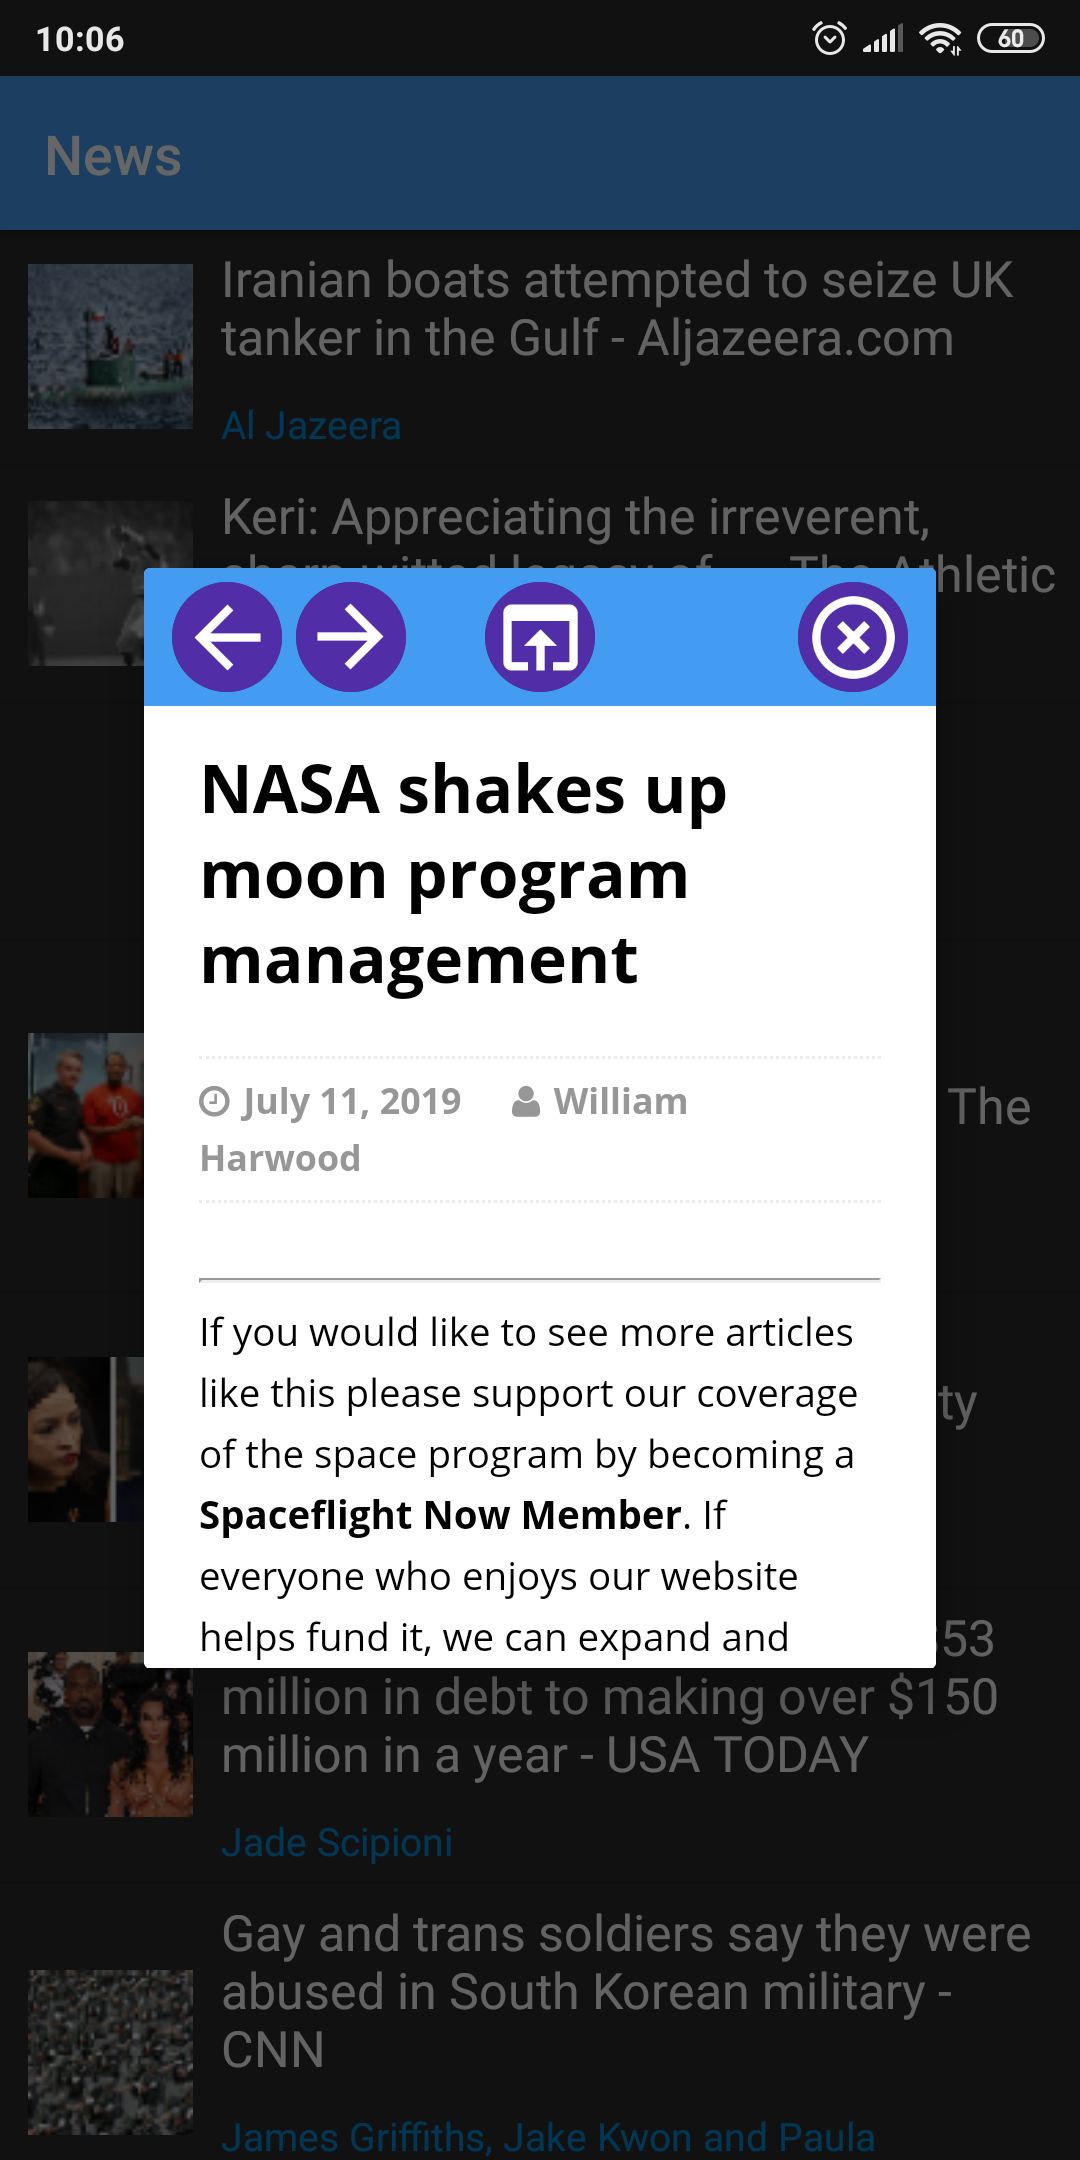 10:06
60
News
Iranian boats attempted to seize UK
tanker in the Gulf - Aljazeera.com
Al Jazeera
Keri: Appreciating the irreverent,
The Athletic
NASA shakes up
moon program
management
July 11, 2019 William
Harwood
The
ty
If you would like to see more articles
like this please support our coverage
of the space program by becoming a
Spaceflight Now Member. If
everyone who enjoys our website
helps fund it, we can expand and
53
million in debt to making over $150
million in a year - USA TODAY
Jade Scipioni
Gay and trans soldiers say they were
abused in South Korean military -
CNN
James Griffiths, Jake Kwon and Paula